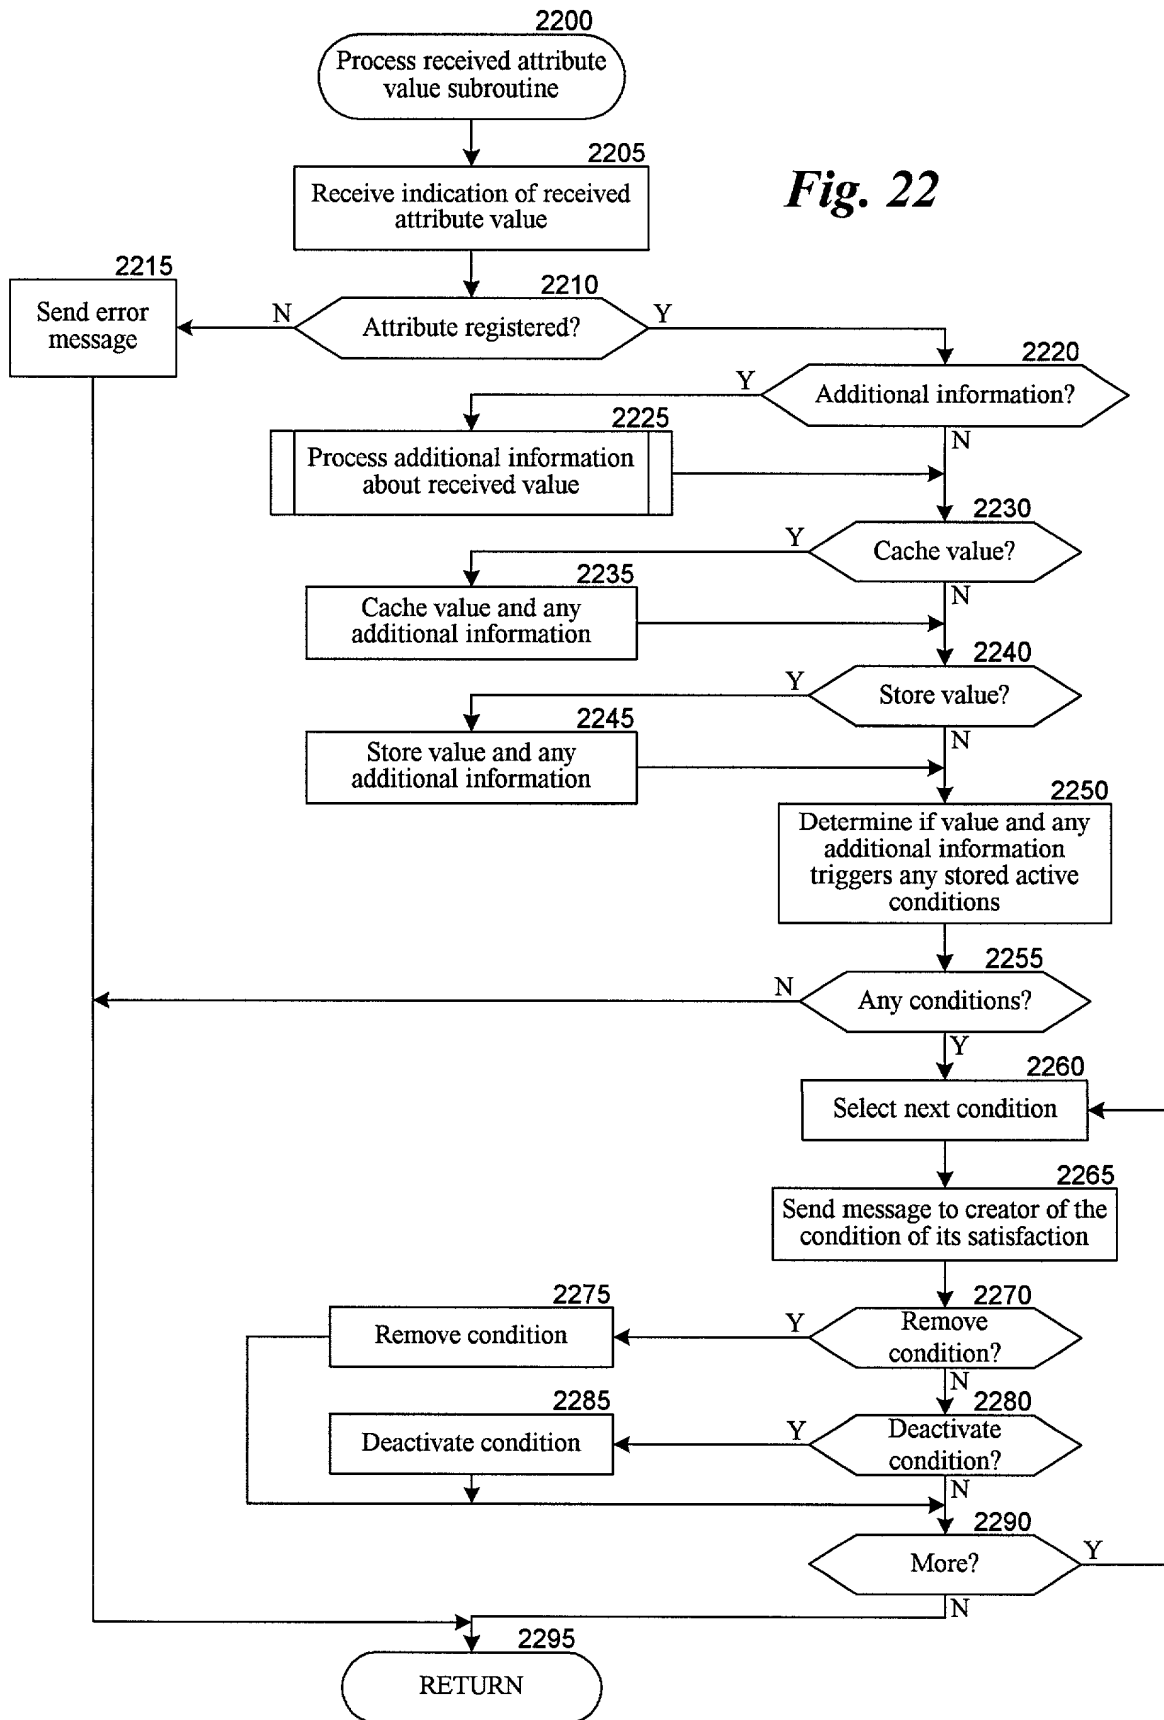 2200
Process received attribute
value subroutine
2205
Receive indication of received
attribute value
Fig. 22
2215
Send error
message
N
2210
Attribute registered?
Y
2220
Y
Additional information?
N
2225
Process additional information
about received value
2230
Y
Cache value?
N
2235
Cache value and any
additional information
2240
Y
Store value?
N
2245
Store value and any
additional information
2250
Determine if value and any
additional information
triggers any stored active
conditions
2255
N
Any conditions?
Y
2260
Select next condition
2265
Send message to creator of the
condition of its satisfaction
2270
Y
Remove
condition?
N
2275
Remove condition
2280
Y
Deactivate
condition?
N
2285
Deactivate condition
2290
More?
Y
N
2295
RETURN